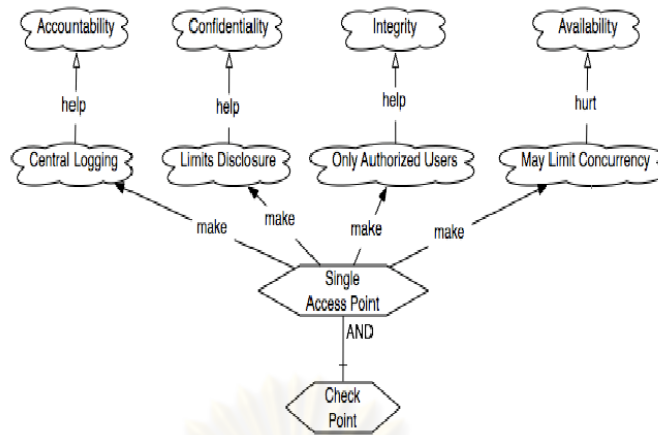 Accountability
Confidentiality
Integrity
Availability
help
help
help
hurt
Central Logging
Limits Disclosure
Only Authorized Users
May Limit Concurrency
make
make
make
make
Single
Access Point
AND
Check
Point